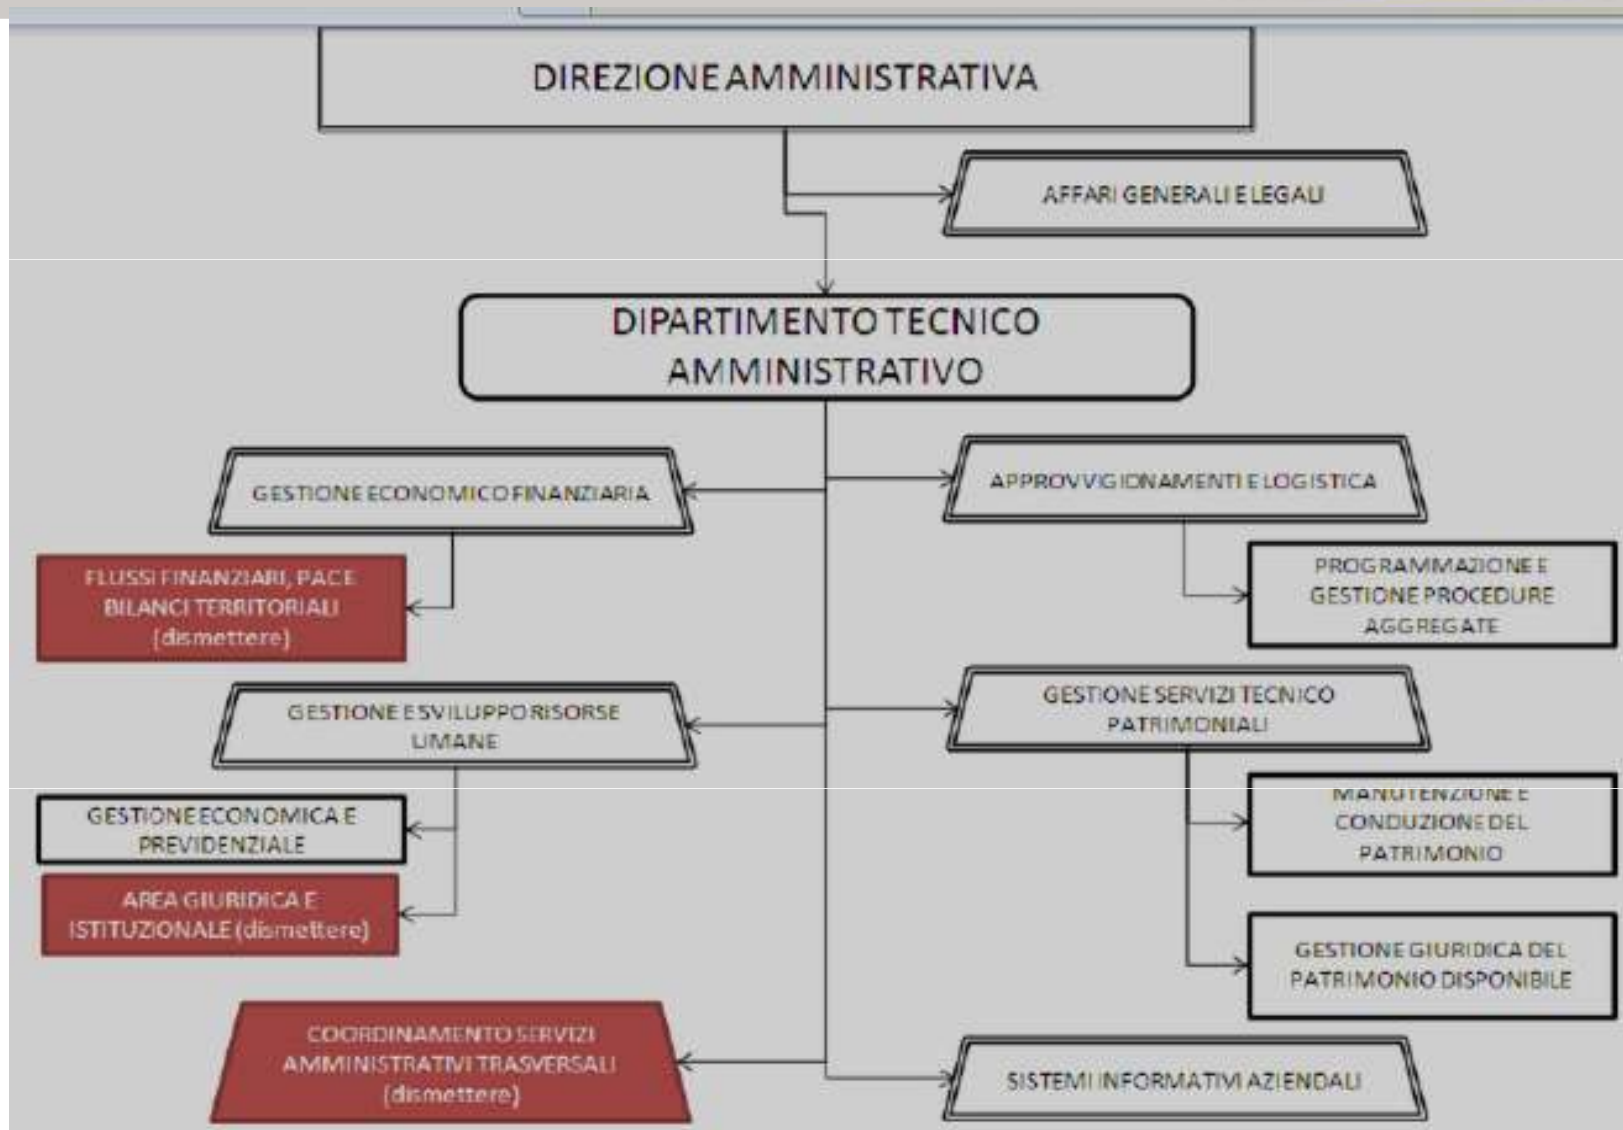 DIREZIONE AMMINISTRATIVA
AFFARI GENERALI E LEGALI
DIPARTIMENTO TECNICO
AMMINISTRATIVO
GESTIONE ECONOMICO FINANZIARIA
APPROVVIGIONAMENTI E LOGISTICA
FLUSSI FINANZIARI, PAC E
BILANCI TERRITORIALI
(dismettere)
PROGRAMMAZIONE E
GESTIONE PROCEDURE
AGGREGATE
GESTIONE E SVILUPPO RISORSE
UMANE
GESTIONE SERVIZI TECNICO
PATRIMONIALI
GESTIONE ECONOMICA E
PREVIDENZIALE
MANUTENZIONE E
CONDUZIONE DEL
PATRIMONIO
AREA GIURIDICA E
ISTITUZIONALE (dismettere)
GESTIONE GIURIDICA DEL
PATRIMONIO DISPONIBILE
COORDINAMENTO SERVIZI
AMMINISTRATIVI TRASVERSALI
(dismettere)
SISTEMI INFORMATIVI AZIENDALI